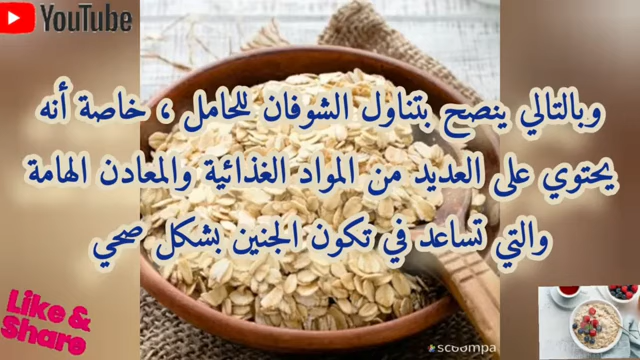 YouTube
وبالتالي ينصح بتناول الشوفان للحامل ، خاصة أنه
يحتوي على العديد من المواد الغذائية والمعادن الهامة
والتي تساعد في تكون الجنين بشكل صحي
Like &
Share
scoompa